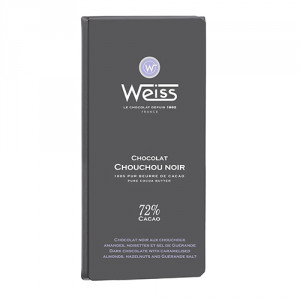 W
Weiss
LE CHOCOLAT DEPUIS 1882
FRANCE
CHOCOLAT
CHOUCHOU NOIR
100% PUR BEURRE DE CACAO
PURE COCOA BUTTER
72%
CACAO
CHOCOLAT NOIR AUX CHOUCHOUS
AMANDES, NOISETTES ET SEL DE GUÉRANDE
DARK CHOCOLATE WITH CARAMELISED
ALMONDS, HAZELNUTS AND GUÉRANDE SALT